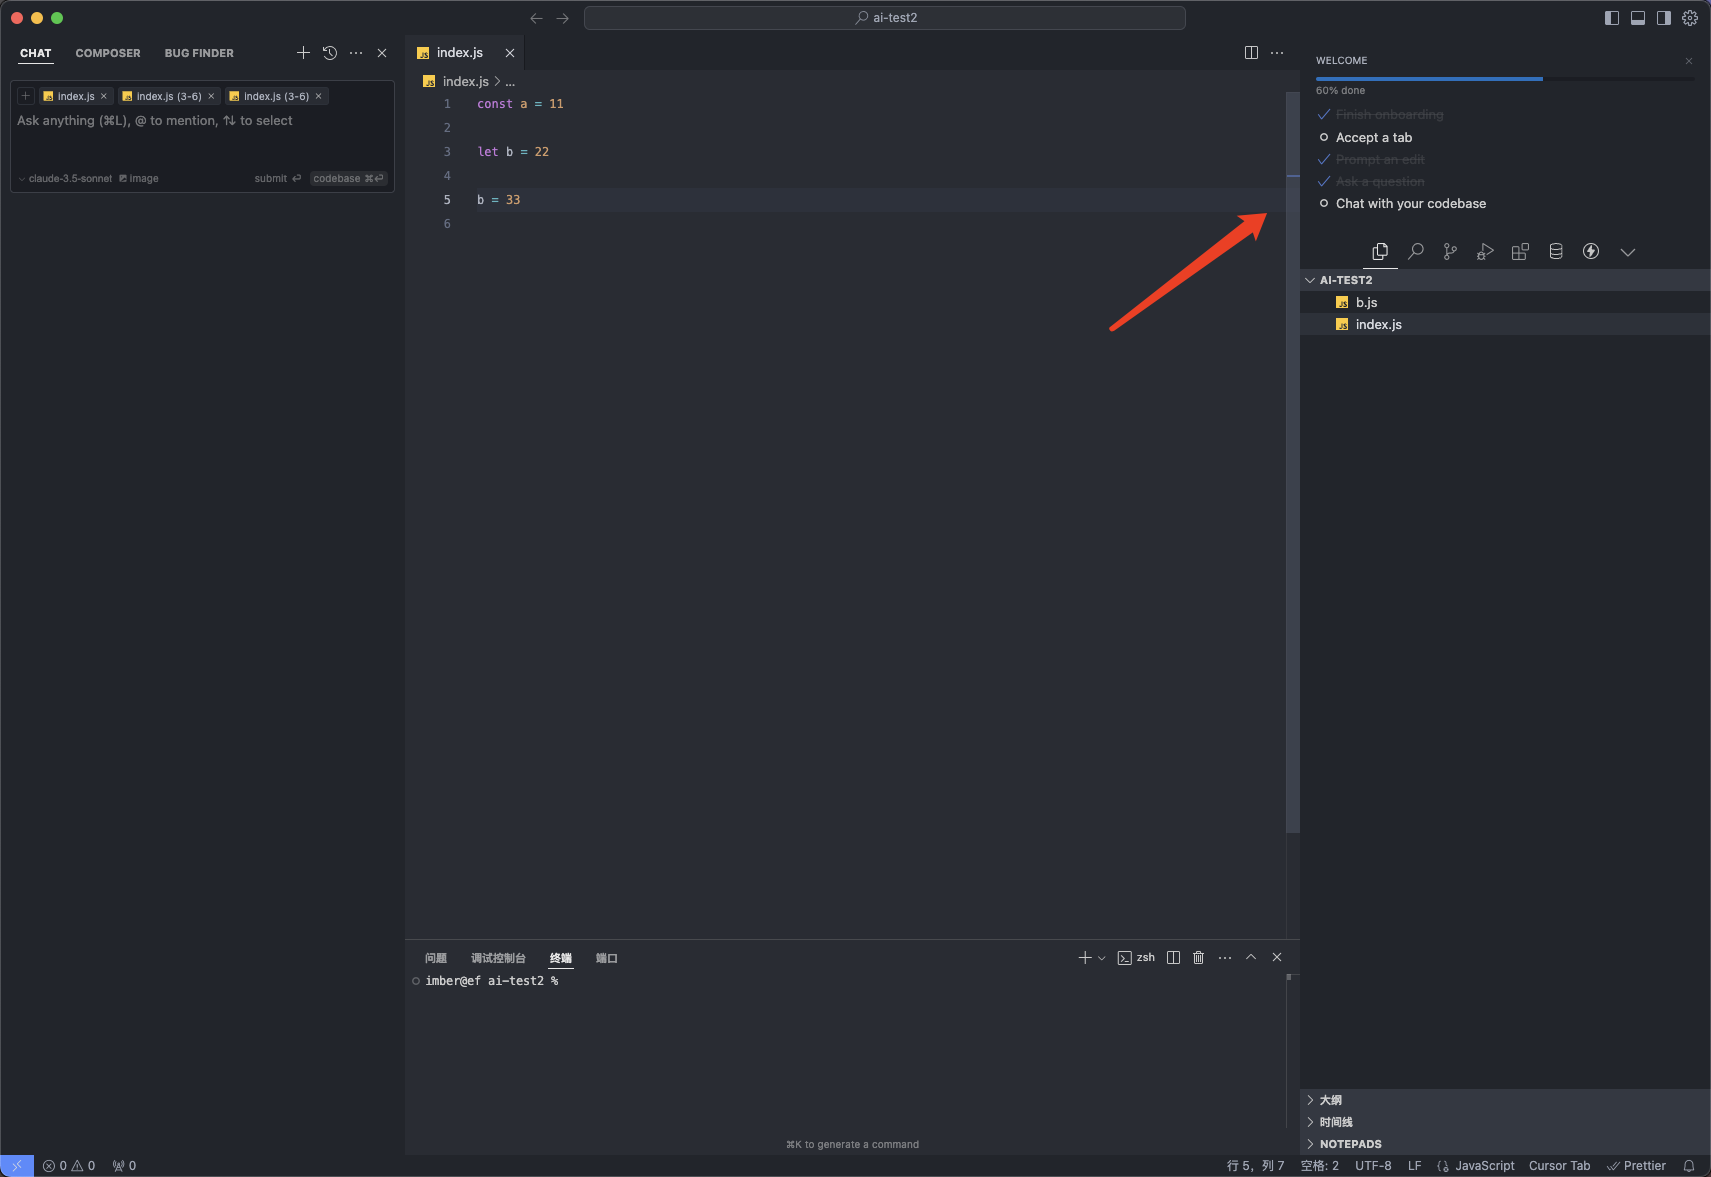 ai-test2
CHAT COMPOSER BUG FINDER
index.js index.js (3-6) index.js (3-6)
Ask anything (⌘L), @ to mention, ⇅ to select
claude-3.5-sonnet image submit ⏎ codebase ⌘⏎
index.js
index.js > ...
1 const a = 11
2
3 let b = 22
4
5 b = 33
6
WELCOME
60% done
Finish onboarding
Accept a tab
Prompt an edit
Ask a question
Chat with your codebase
AI-TEST2
JS b.js
JS index.js
问题 调试控制台 终端 端口
zsh
imber@ef ai-test2 %
⌘K to generate a command
大纲
时间线
NOTEPADS
0 0 0
行 5，列 7 空格: 2 UTF-8 LF JavaScript Cursor Tab Prettier